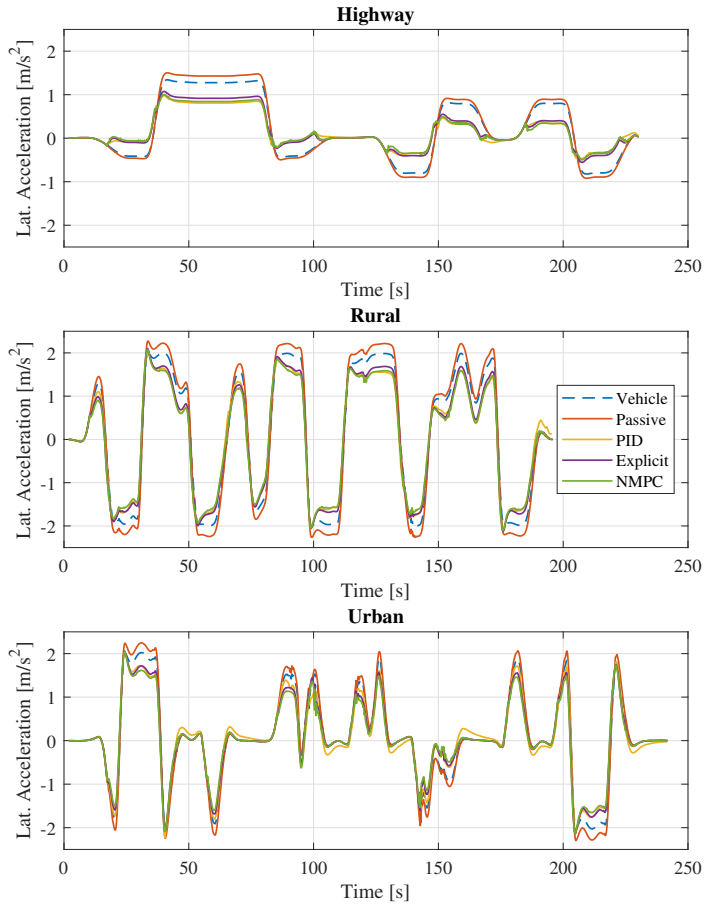 Highway
Lat. Acceleration [m/s²]
2
1
0
-1
-2
0 50 100 150 200 250
Time [s]
Rural
Lat. Acceleration [m/s²]
2
1
0
-1
-2
Vehicle
Passive
PID
Explicit
NMPC
0 50 100 150 200 250
Time [s]
Urban
Lat. Acceleration [m/s²]
2
1
0
-1
-2
0 50 100 150 200 250
Time [s]